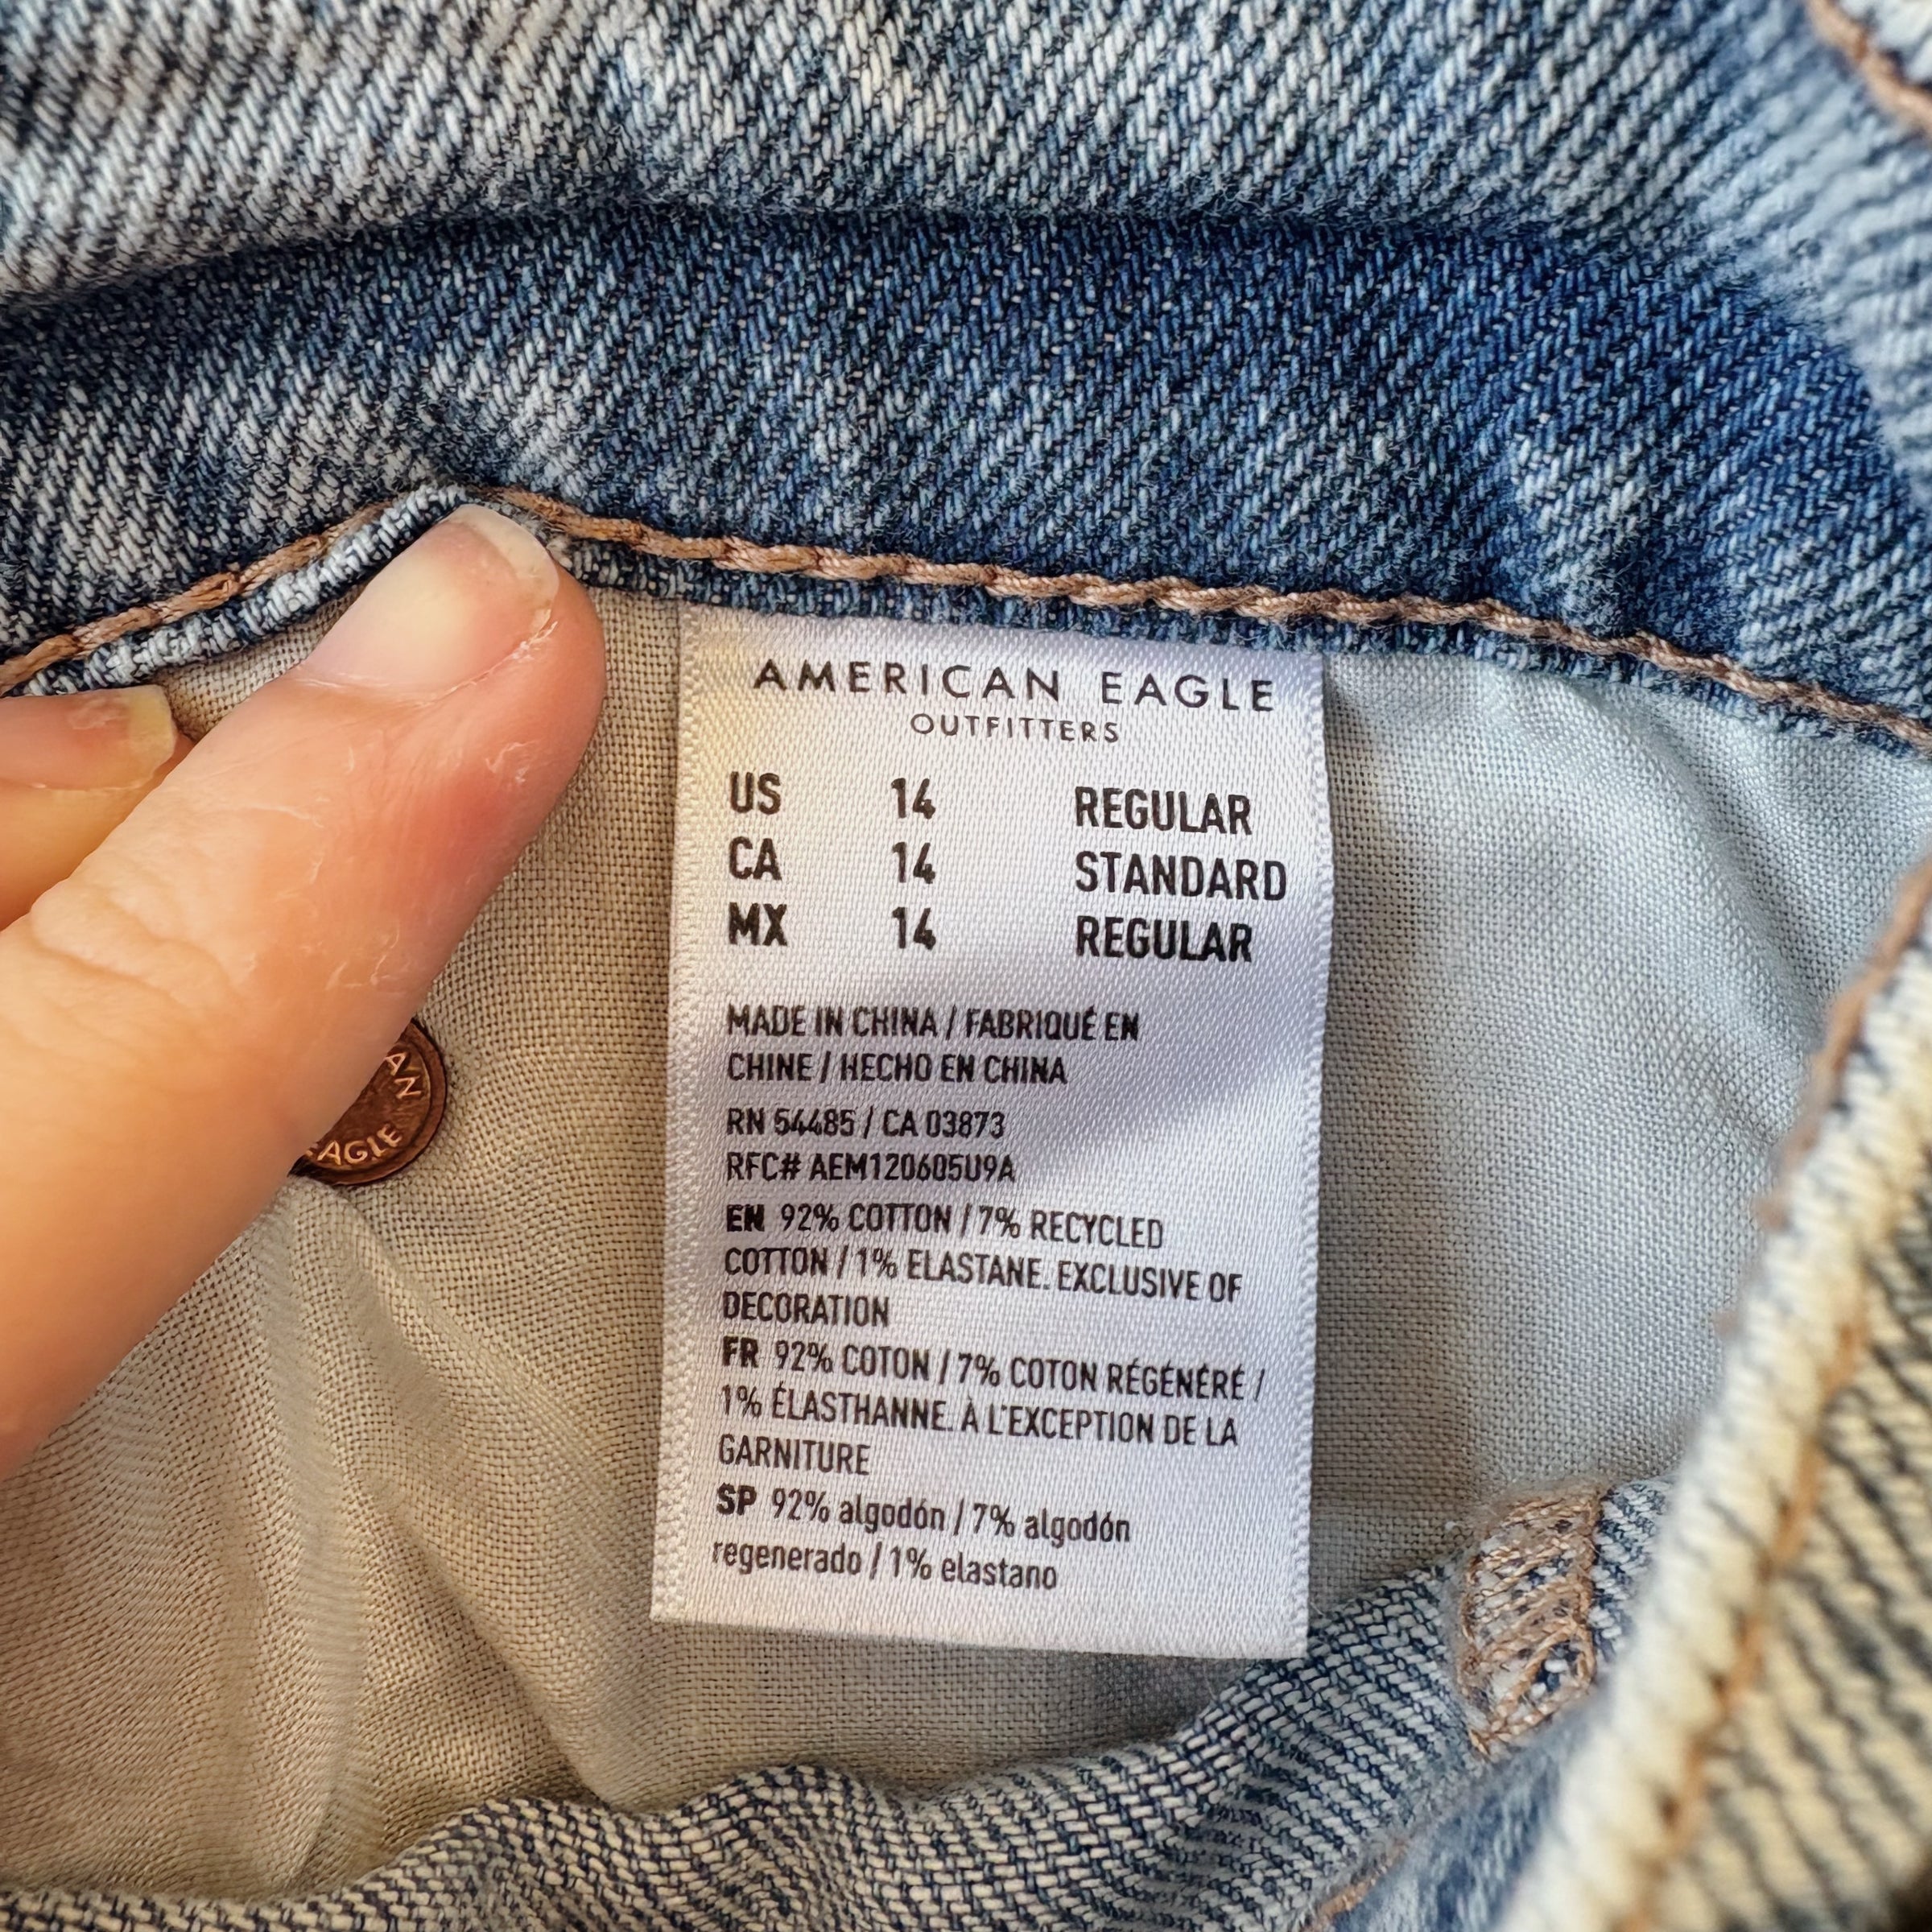 AMERICAN EAGLE
OUTFITTERS
US 14 REGULAR
CA 14 STANDARD
MX 14 REGULAR
MADE IN CHINA / FABRIQUÉ EN
CHINE / HECHO EN CHINA
RN 54485 / CA 03873
RFC# AEM120605U9A
EN 92% COTTON / 7% RECYCLED
COTTON / 1% ELASTANE. EXCLUSIVE OF
DECORATION
FR 92% COTON / 7% COTON RÉGÉNÉRÉ /
1% ÉLASTHANNE. À L'EXCEPTION DE LA
GARNITURE
SP 92% algodón / 7% algodón
regenerado / 1% elastano